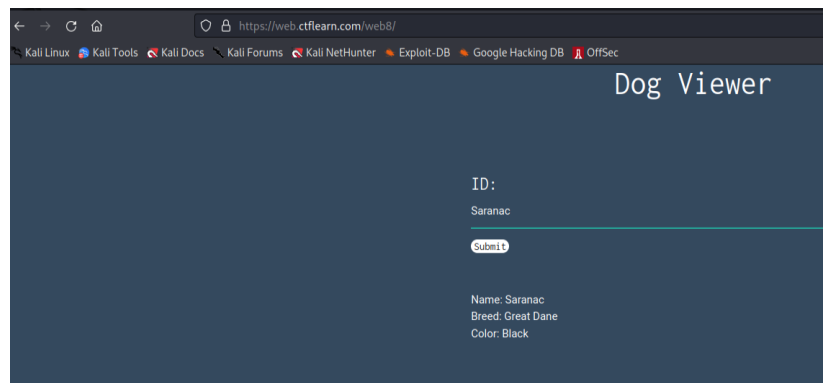 https://web.ctflearn.com/web8/
Kali Linux Kali Tools Kali Docs Kali Forums Kali NetHunter Exploit-DB Google Hacking DB OffSec
Dog Viewer
ID:
Saranac
Submit
Name: Saranac
Breed: Great Dane
Color: Black